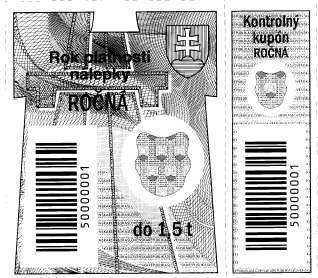 Rok platnosti
nálepky
ROČNÁ
50000001
do 1,5 t
Kontrolný
kupón
ROČNÁ
50000001